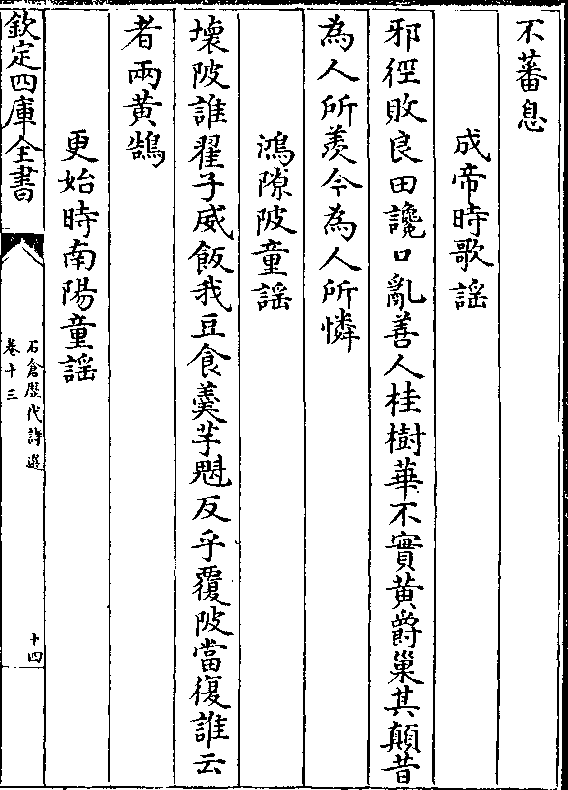 不蕃息
成帝時歌謡
邪徑敗良田讒口亂善人桂樹華不實黄爵巢其顛昔
為人所羨今為人所憐
鴻隙陂童謡
壊陂誰翟子威飯我豆食羹芋魁反乎覆陂當復誰云
者兩黄鵠
更始時南陽童謡
欽定四庫全書
石倉歴代詩選
卷十三
十四